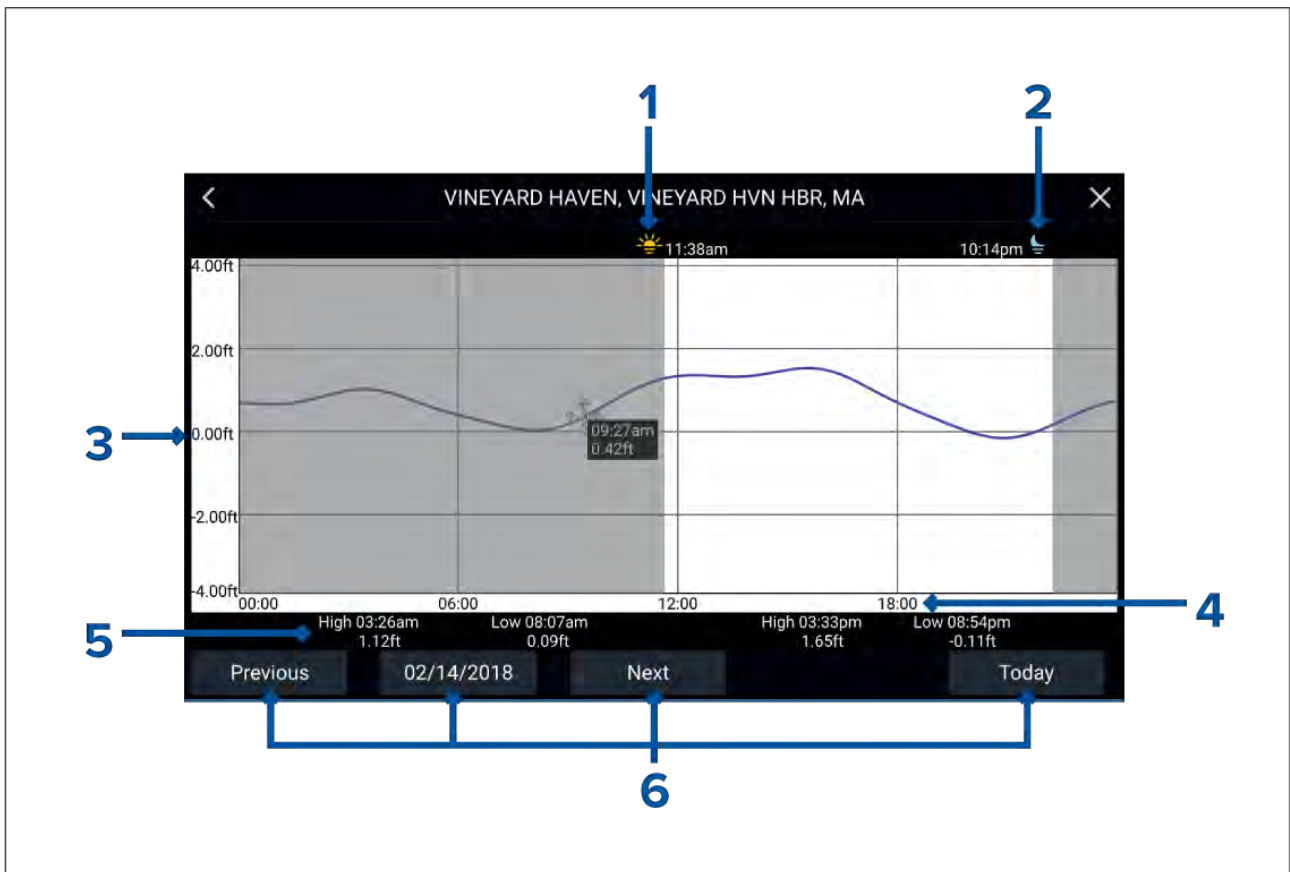 1
2
VINEYARD HAVEN, VINEYARD HVN HBR, MA
11:38am
10:14pm
4.00ft
2.00ft
09:27am
0.42ft
3
0.00ft
-2.00ft
-4.00ft
00:00
06:00
12:00
18:00
4
5
High 03:26am
1.12ft
Low 08:07am
0.09ft
High 03:33pm
1.65ft
Low 08:54pm
-0.11ft
Previous
02/14/2018
Next
Today
6